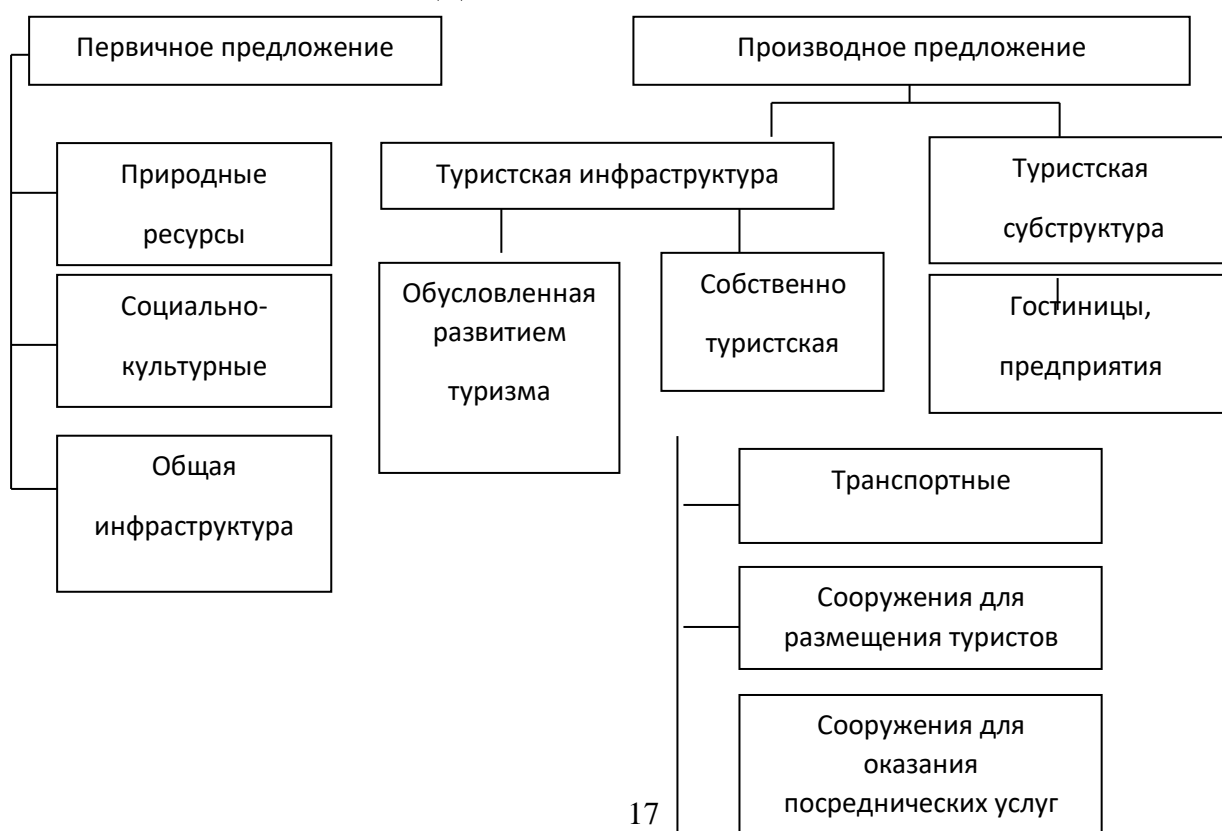 Первичное предложение
Производное предложение
Природные
ресурсы
Туристская инфраструктура
Туристская
субструктура
Социально-
культурные
Обусловленная
развитием
туризма
Собственно
туристская
Гостиницы,
предприятия
Общая
инфраструктура
Транспортные
Сооружения для
размещения туристов
Сооружения для
оказания
посреднических услуг
17